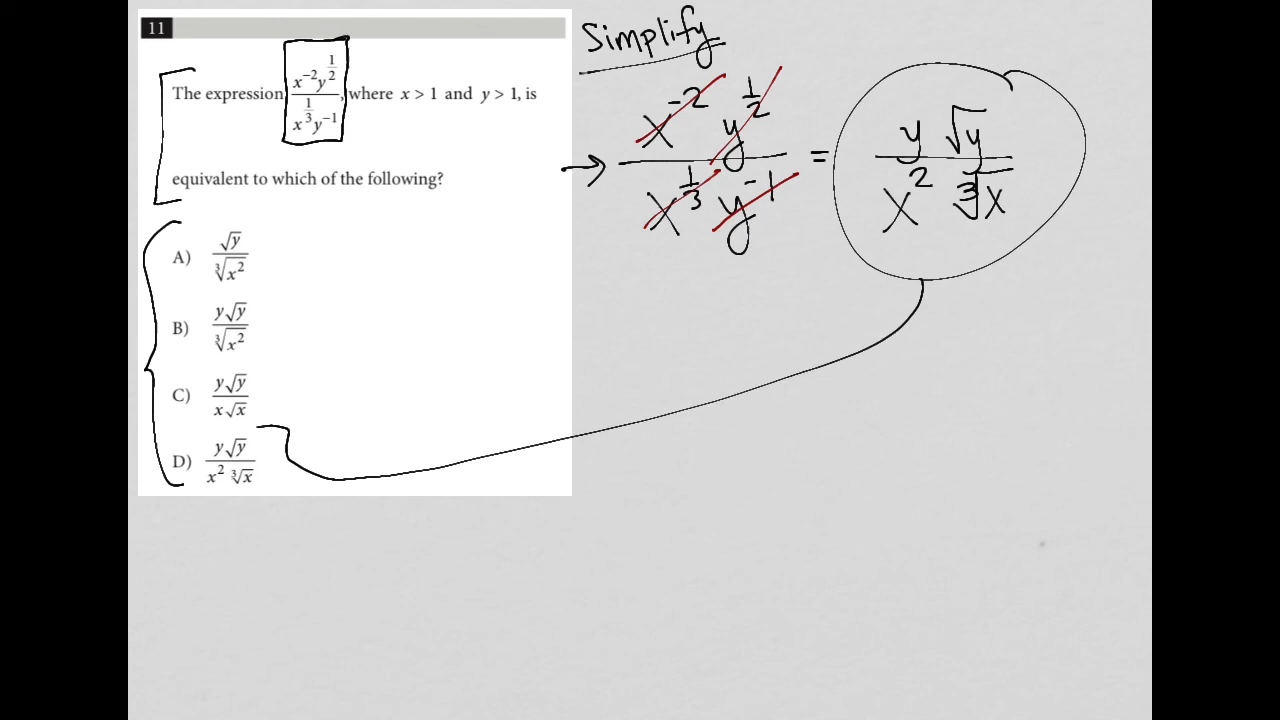 11
The expression x⁻²y^(1/2) / x^(1/3)y⁻¹, where x > 1 and y > 1, is
equivalent to which of the following?
A) √y / ∛x²
B) y√y / ∛x²
C) y√y / x√x
D) y√y / x² ∛x
Simplify
x⁻² y^(1/2) / x^(1/3) y⁻¹ = y √y / x² ∛x